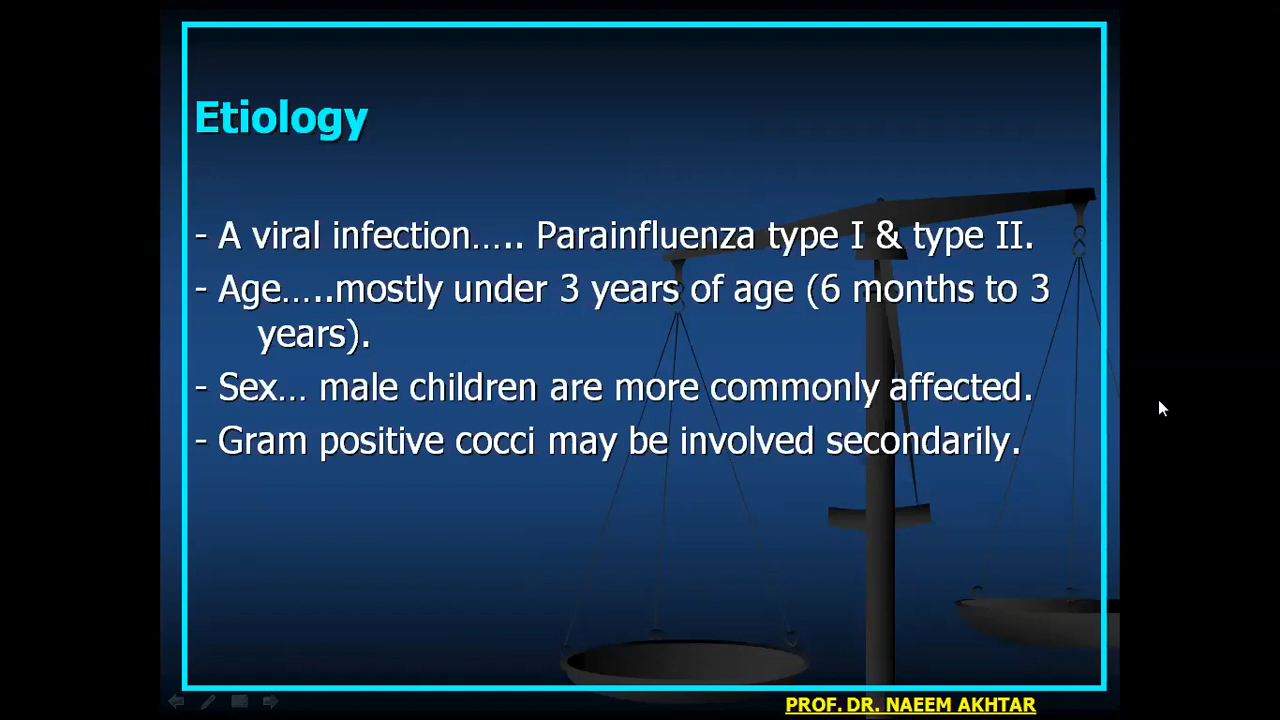 Etiology
- A viral infection….. Parainfluenza type I & type II.
- Age…..mostly under 3 years of age (6 months to 3
years).
- Sex… male children are more commonly affected.
- Gram positive cocci may be involved secondarily.
PROF. DR. NAEEM AKHTAR